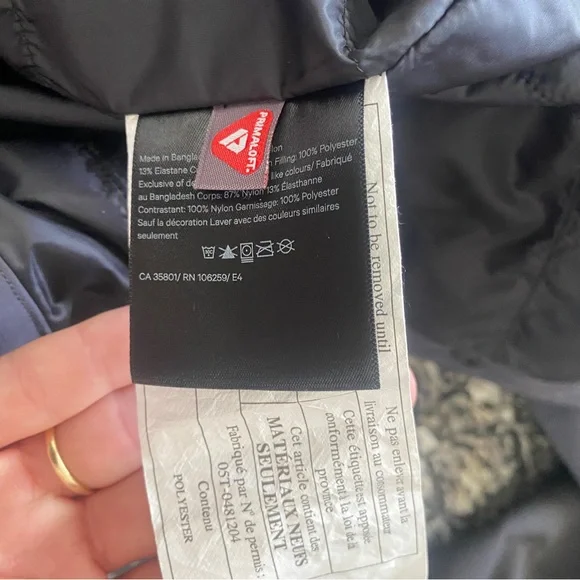 PRIMALOFT®
Made in Bangla
13% Elastane C Filling: 100% Polyester
Exclusive of de like colours/ Fabriqué
au Bangladesh Corps: 87% Nylon 13% Élasthanne
Contrastant: 100% Nylon Garnissage: 100% Polyester
Sauf la décoration Laver avec des couleurs similaires
seulement
CA 35801/ RN 106259/ E4
Not to be removed until
Ne pas enlever avant la
livraison au consommateur
Cette étiquette est apposée
conformément à la loi de la
province
Cet article contient des
MATERIAUX NEUFS
SEULEMENT
Fabriqué par N° de permis:
05T-0481204
Contenu
POLYESTER